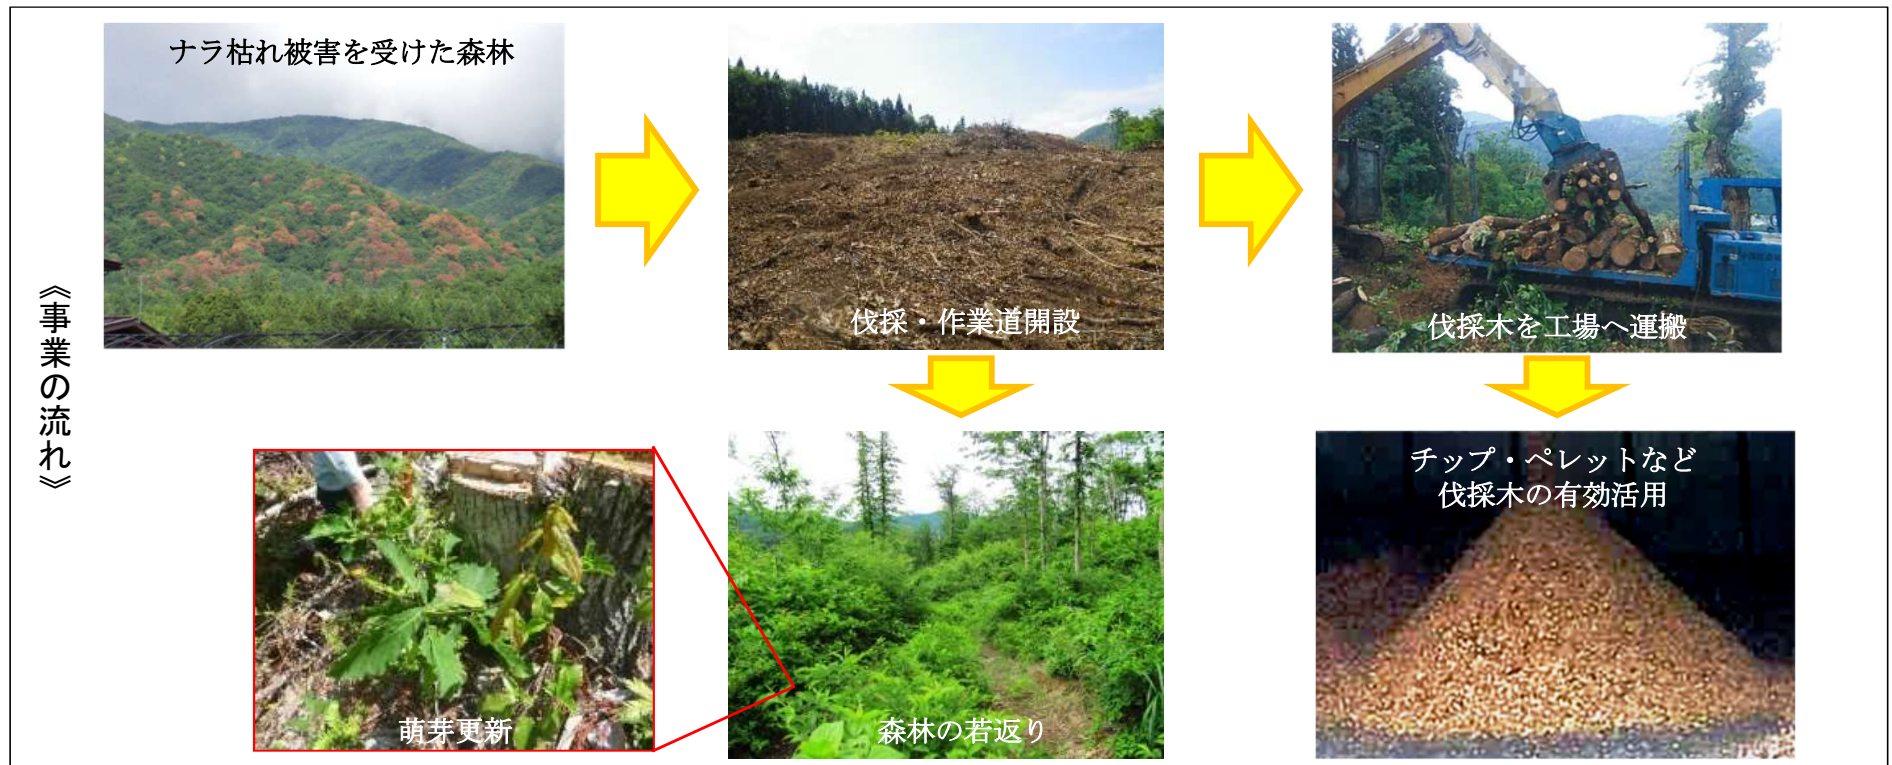 《事業の流れ》
ナラ枯れ被害を受けた森林
伐採・作業道開設
伐採木を工場へ運搬
萌芽更新
森林の若返り
チップ・ペレットなど
伐採木の有効活用